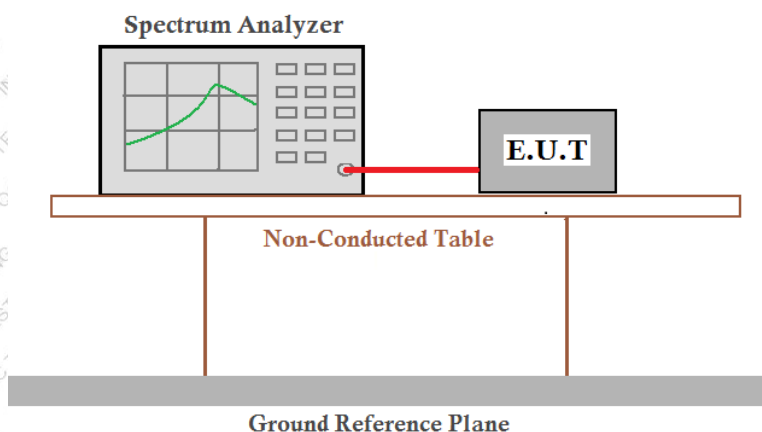 Spectrum Analyzer
E.U.T
Non-Conducted Table
Ground Reference Plane